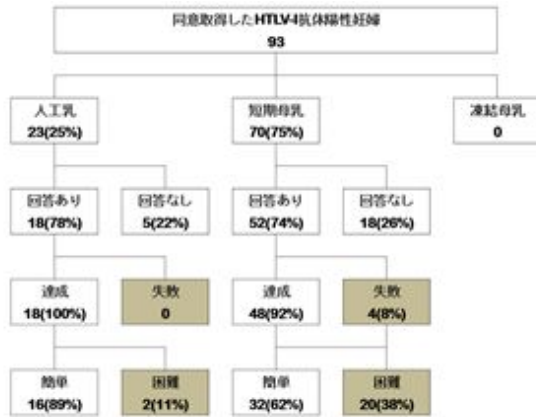 同意取得したHTLV-I抗体陽性妊婦
93
人工乳
23(25%)
短期母乳
70(75%)
凍結母乳
0
回答あり
18(78%)
回答なし
5(22%)
回答あり
52(74%)
回答なし
18(26%)
達成
18(100%)
失敗
0
達成
48(92%)
失敗
4(8%)
簡単
16(89%)
困難
2(11%)
簡単
32(62%)
困難
20(38%)